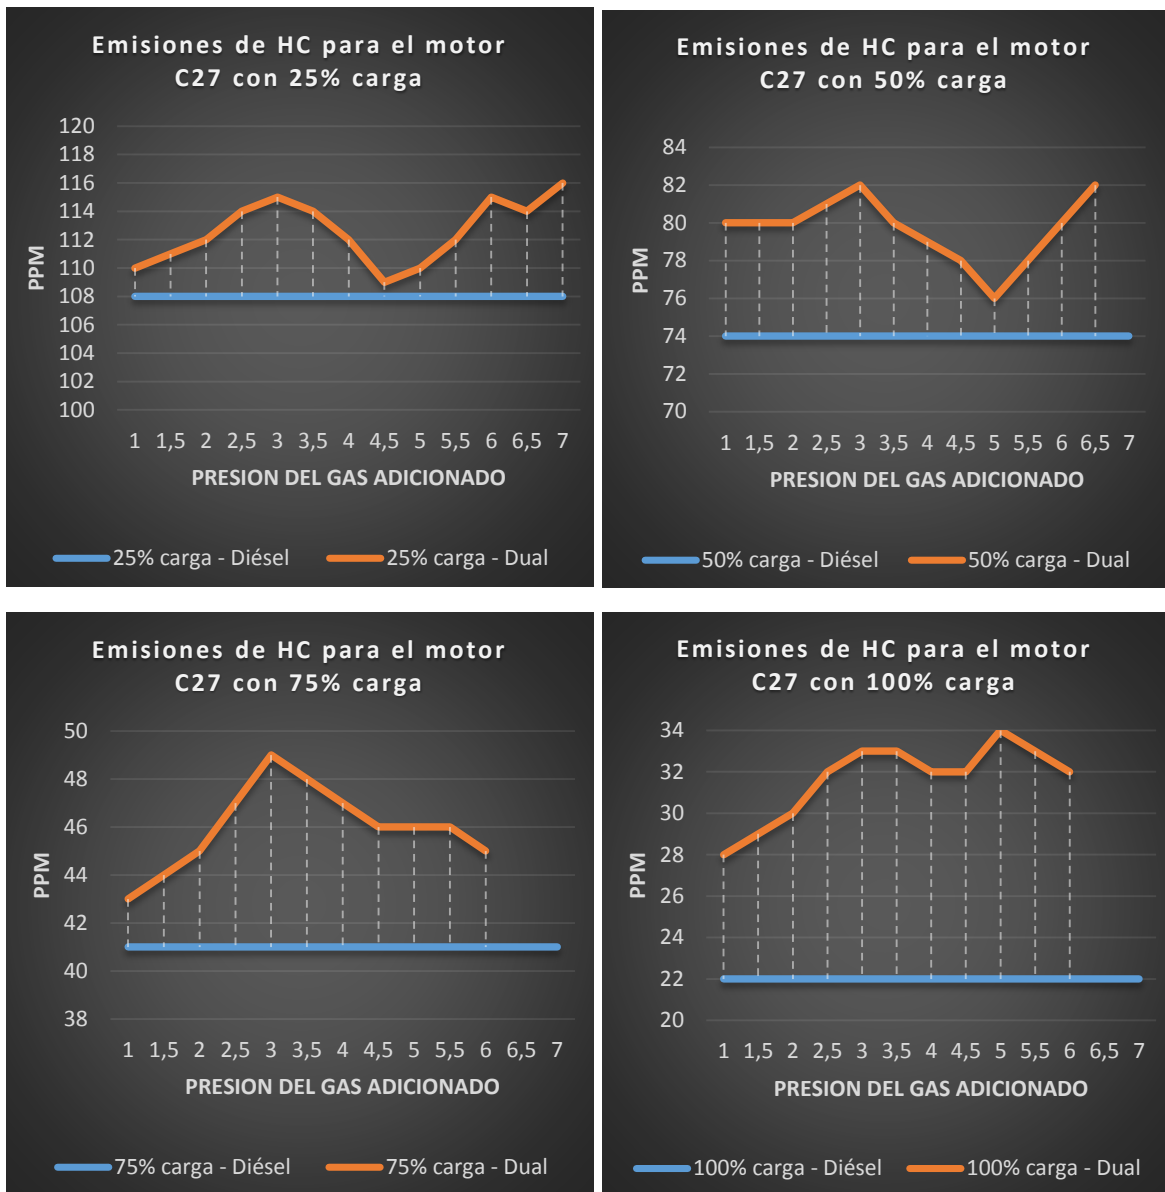 Emisiones de HC para el motor
C27 con 25% carga
120
118
116
114
112
110
108
106
104
102
100
PPM
1 1,5 2 2,5 3 3,5 4 4,5 5 5,5 6 6,5 7
PRESION DEL GAS ADICIONADO
25% carga - Diésel 25% carga - Dual
Emisiones de HC para el motor
C27 con 50% carga
84
82
80
78
76
74
72
70
PPM
1 1,5 2 2,5 3 3,5 4 4,5 5 5,5 6 6,5 7
PRESION DEL GAS ADICIONADO
50% carga - Diésel 50% carga - Dual
Emisiones de HC para el motor
C27 con 75% carga
50
48
46
44
42
40
38
PPM
1 1,5 2 2,5 3 3,5 4 4,5 5 5,5 6 6,5 7
PRESION DEL GAS ADICIONADO
75% carga - Diésel 75% carga - Dual
Emisiones de HC para el motor
C27 con 100% carga
34
32
30
28
26
24
22
20
PPM
1 1,5 2 2,5 3 3,5 4 4,5 5 5,5 6 6,5 7
PRESION DEL GAS ADICIONADO
100% carga - Diésel 100% carga - Dual